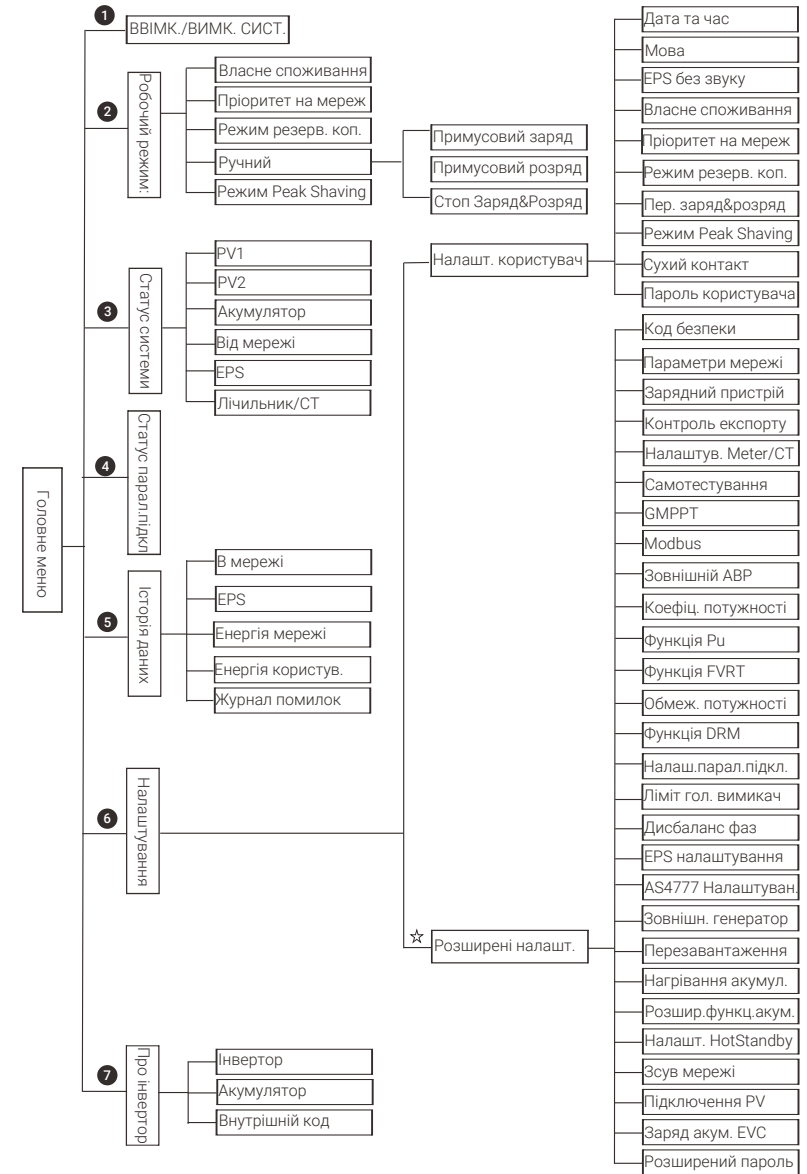 Головне меню
1
ВВІМК./ВИМК. СИСТ.
2
Робочий режим:
Власне споживання
Пріоритет на мереж
Режим резерв. коп.
Ручний
Режим Peak Shaving
Примусовий заряд
Примусовий розряд
Стоп Заряд&Розряд
3
Статус системи
PV1
PV2
Акумулятор
Від мережі
EPS
Лічильник/СТ
4
Статус парал.підкл
5
Історія даних
В мережі
EPS
Енергія мережі
Енергія користув.
Журнал помилок
6
Налаштування
Налашт. користувач
Дата та час
Мова
EPS без звуку
Власне споживання
Пріоритет на мереж
Режим резерв. коп.
Пер. заряд&розряд
Режим Peak Shaving
Сухий контакт
Пароль користувача
☆
Розширені налашт.
Код безпеки
Параметри мережі
Зарядний пристрій
Контроль експорту
Налаштув. Meter/CT
Самотестування
GMPPT
Modbus
Зовнішній АВР
Коефіц. потужності
Функція Pu
Функція FVRT
Обмеж. потужності
Функція DRM
Налаш.парал.підкл.
Ліміт гол. вимикач
Дисбаланс фаз
EPS налаштування
AS4777 Налаштуван.
Зовнішн. генератор
Перезавантаження
Нагрівання акумул.
Розшир.функц.акум.
Налашт. HotStandby
Зсув мережі
Підключення PV
Заряд акум. EVC
Розширений пароль
7
Про інвертор
Інвертор
Акумулятор
Внутрішній код